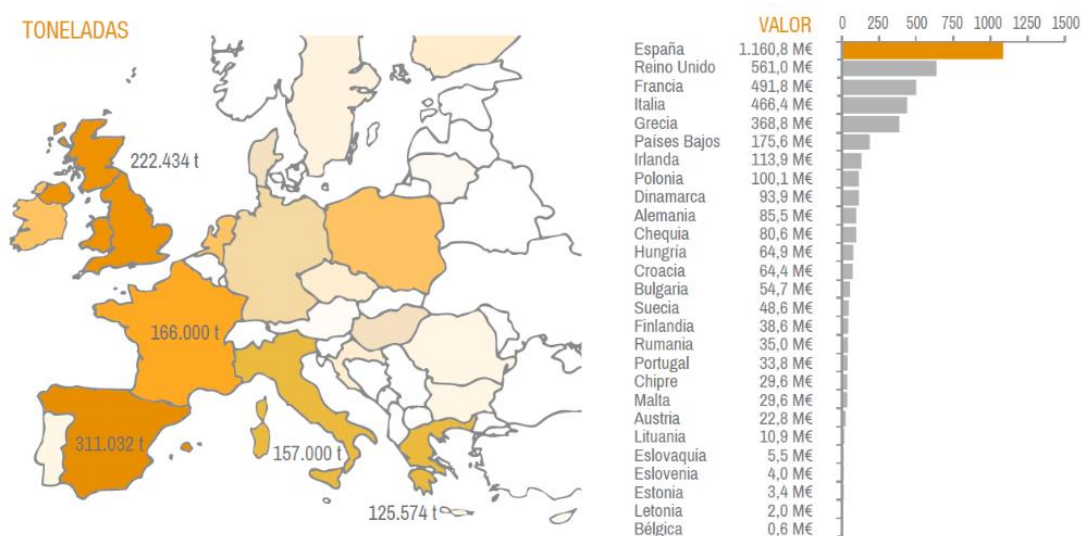 TONELADAS
222.434 t
166.000 t
311.032 t
157.000 t
125.574 t
VALOR 0 250 500 750 1000 1250 1500
España 1.160,8 M€
Reino Unido 561,0 M€
Francia 491,8 M€
Italia 466,4 M€
Grecia 368,8 M€
Países Bajos 175,6 M€
Irlanda 113,9 M€
Polonia 100,1 M€
Dinamarca 93,9 M€
Alemania 85,5 M€
Chequia 80,6 M€
Hungría 64,9 M€
Croacia 64,4 M€
Bulgaria 54,7 M€
Suecia 48,6 M€
Finlandia 38,6 M€
Rumania 35,0 M€
Portugal 33,8 M€
Chipre 29,6 M€
Malta 29,6 M€
Austria 22,8 M€
Lituania 10,9 M€
Eslovaquia 5,5 M€
Eslovenia 4,0 M€
Estonia 3,4 M€
Letonia 2,0 M€
Bélgica 0,6 M€